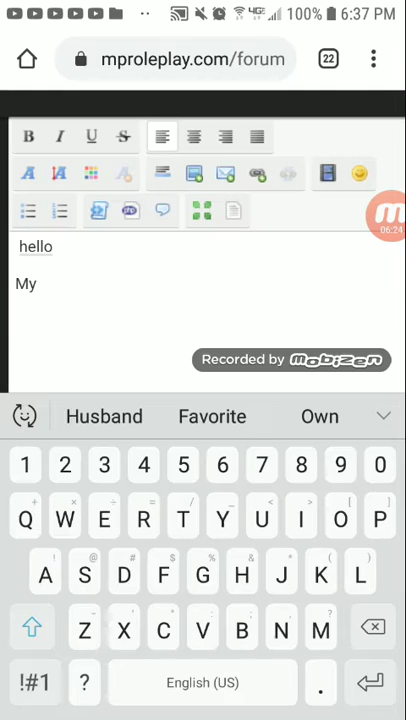 100% 6:37 PM
mproleplay.com/forum 22
B I U S
06:24
hello
My
Recorded by mobizen
Husband Favorite Own
1 2 3 4 5 6 7 8 9 0
Q W E R T Y U I O P
A S D F G H J K L
Z X C V B N M
!#1 ? English (US) .